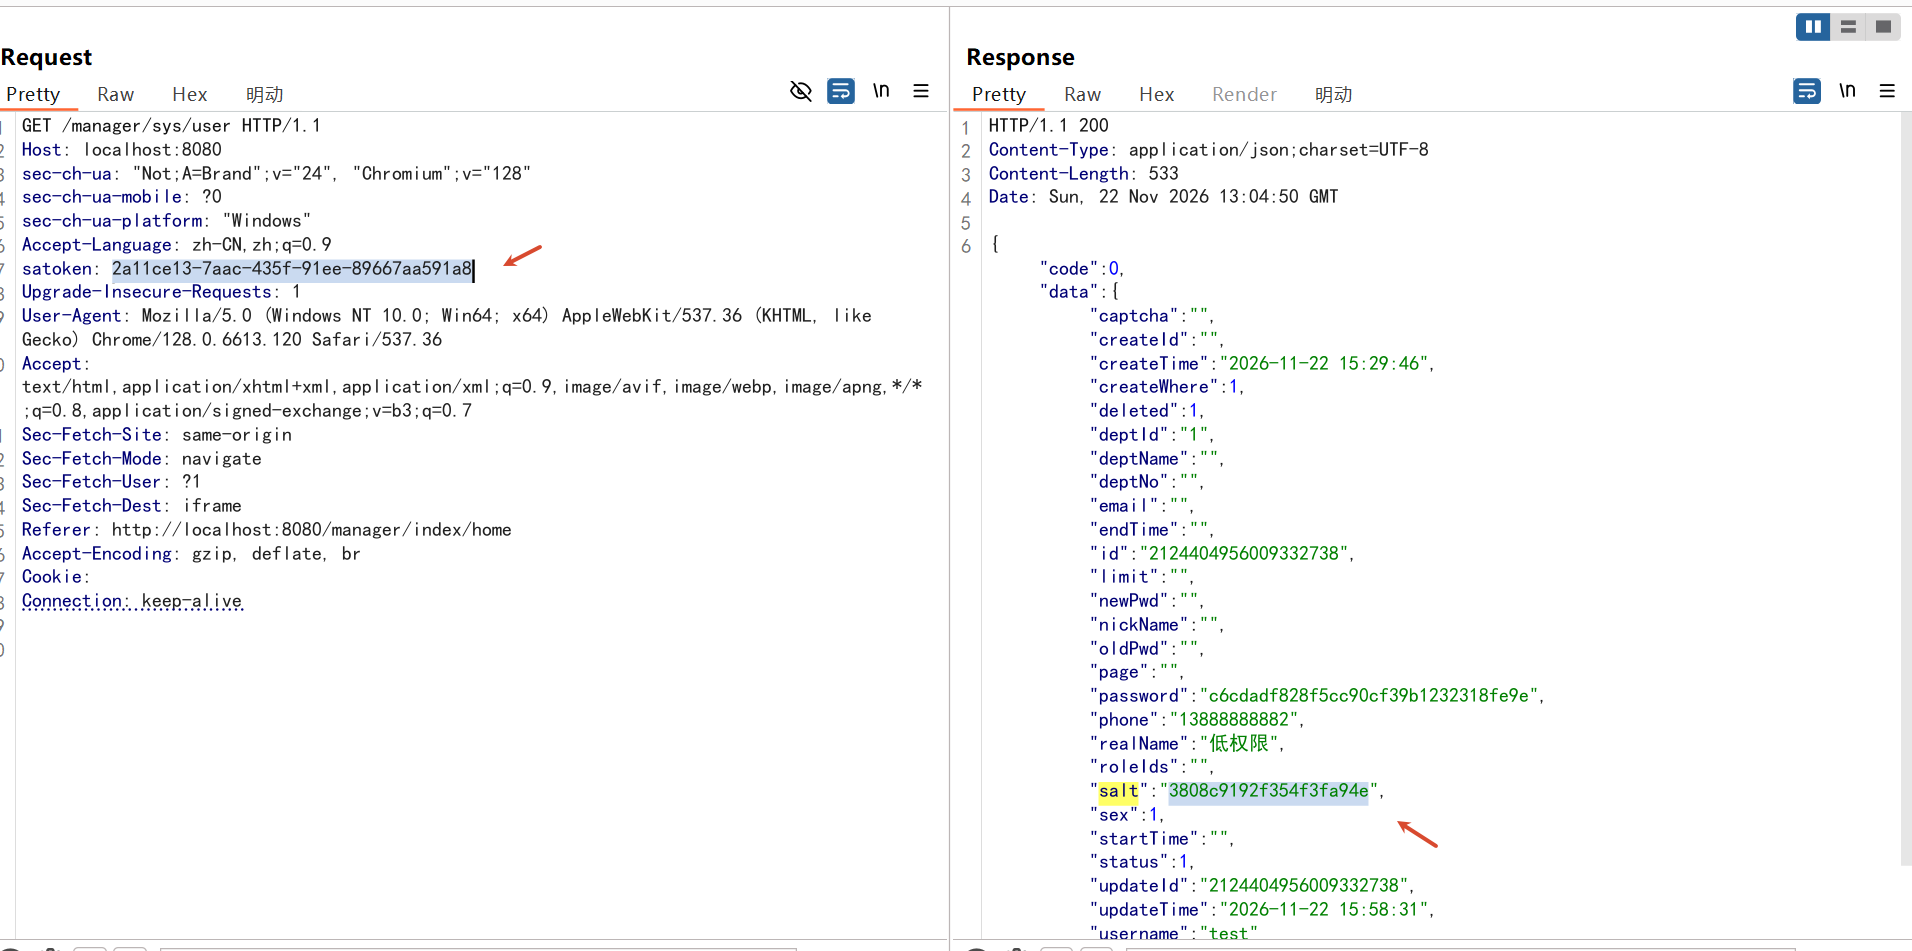 Request
Pretty Raw Hex 明动 \n
GET /manager/sys/user HTTP/1.1
Host: localhost:8080
sec-ch-ua: "Not;A=Brand";v="24", "Chromium";v="128"
sec-ch-ua-mobile: ?0
sec-ch-ua-platform: "Windows"
Accept-Language: zh-CN,zh;q=0.9
satoken: 2a11ce13-7aac-435f-91ee-89667aa591a8
Upgrade-Insecure-Requests: 1
User-Agent: Mozilla/5.0 (Windows NT 10.0; Win64; x64) AppleWebKit/537.36 (KHTML, like
Gecko) Chrome/128.0.6613.120 Safari/537.36
Accept:
text/html,application/xhtml+xml,application/xml;q=0.9,image/avif,image/webp,image/apng,*/*
;q=0.8,application/signed-exchange;v=b3;q=0.7
Sec-Fetch-Site: same-origin
Sec-Fetch-Mode: navigate
Sec-Fetch-User: ?1
Sec-Fetch-Dest: iframe
Referer: http://localhost:8080/manager/index/home
Accept-Encoding: gzip, deflate, br
Cookie:
Connection: keep-alive
Response
Pretty Raw Hex Render 明动 \n
1 HTTP/1.1 200
2 Content-Type: application/json;charset=UTF-8
3 Content-Length: 533
4 Date: Sun, 22 Nov 2026 13:04:50 GMT
5
6 {
"code":0,
"data":{
"captcha":"",
"createId":"",
"createTime":"2026-11-22 15:29:46",
"createWhere":1,
"deleted":1,
"deptId":"1",
"deptName":"",
"deptNo":"",
"email":"",
"endTime":"",
"id":"2124404956009332738",
"limit":"",
"newPwd":"",
"nickName":"",
"oldPwd":"",
"page":"",
"password":"c6cdadf828f5cc90cf39b1232318fe9e",
"phone":"13888888882",
"realName":"低权限",
"roleIds":"",
"salt":"3808c9192f354f3fa94e",
"sex":1,
"startTime":"",
"status":1,
"updateId":"2124404956009332738",
"updateTime":"2026-11-22 15:58:31",
"username":"test"